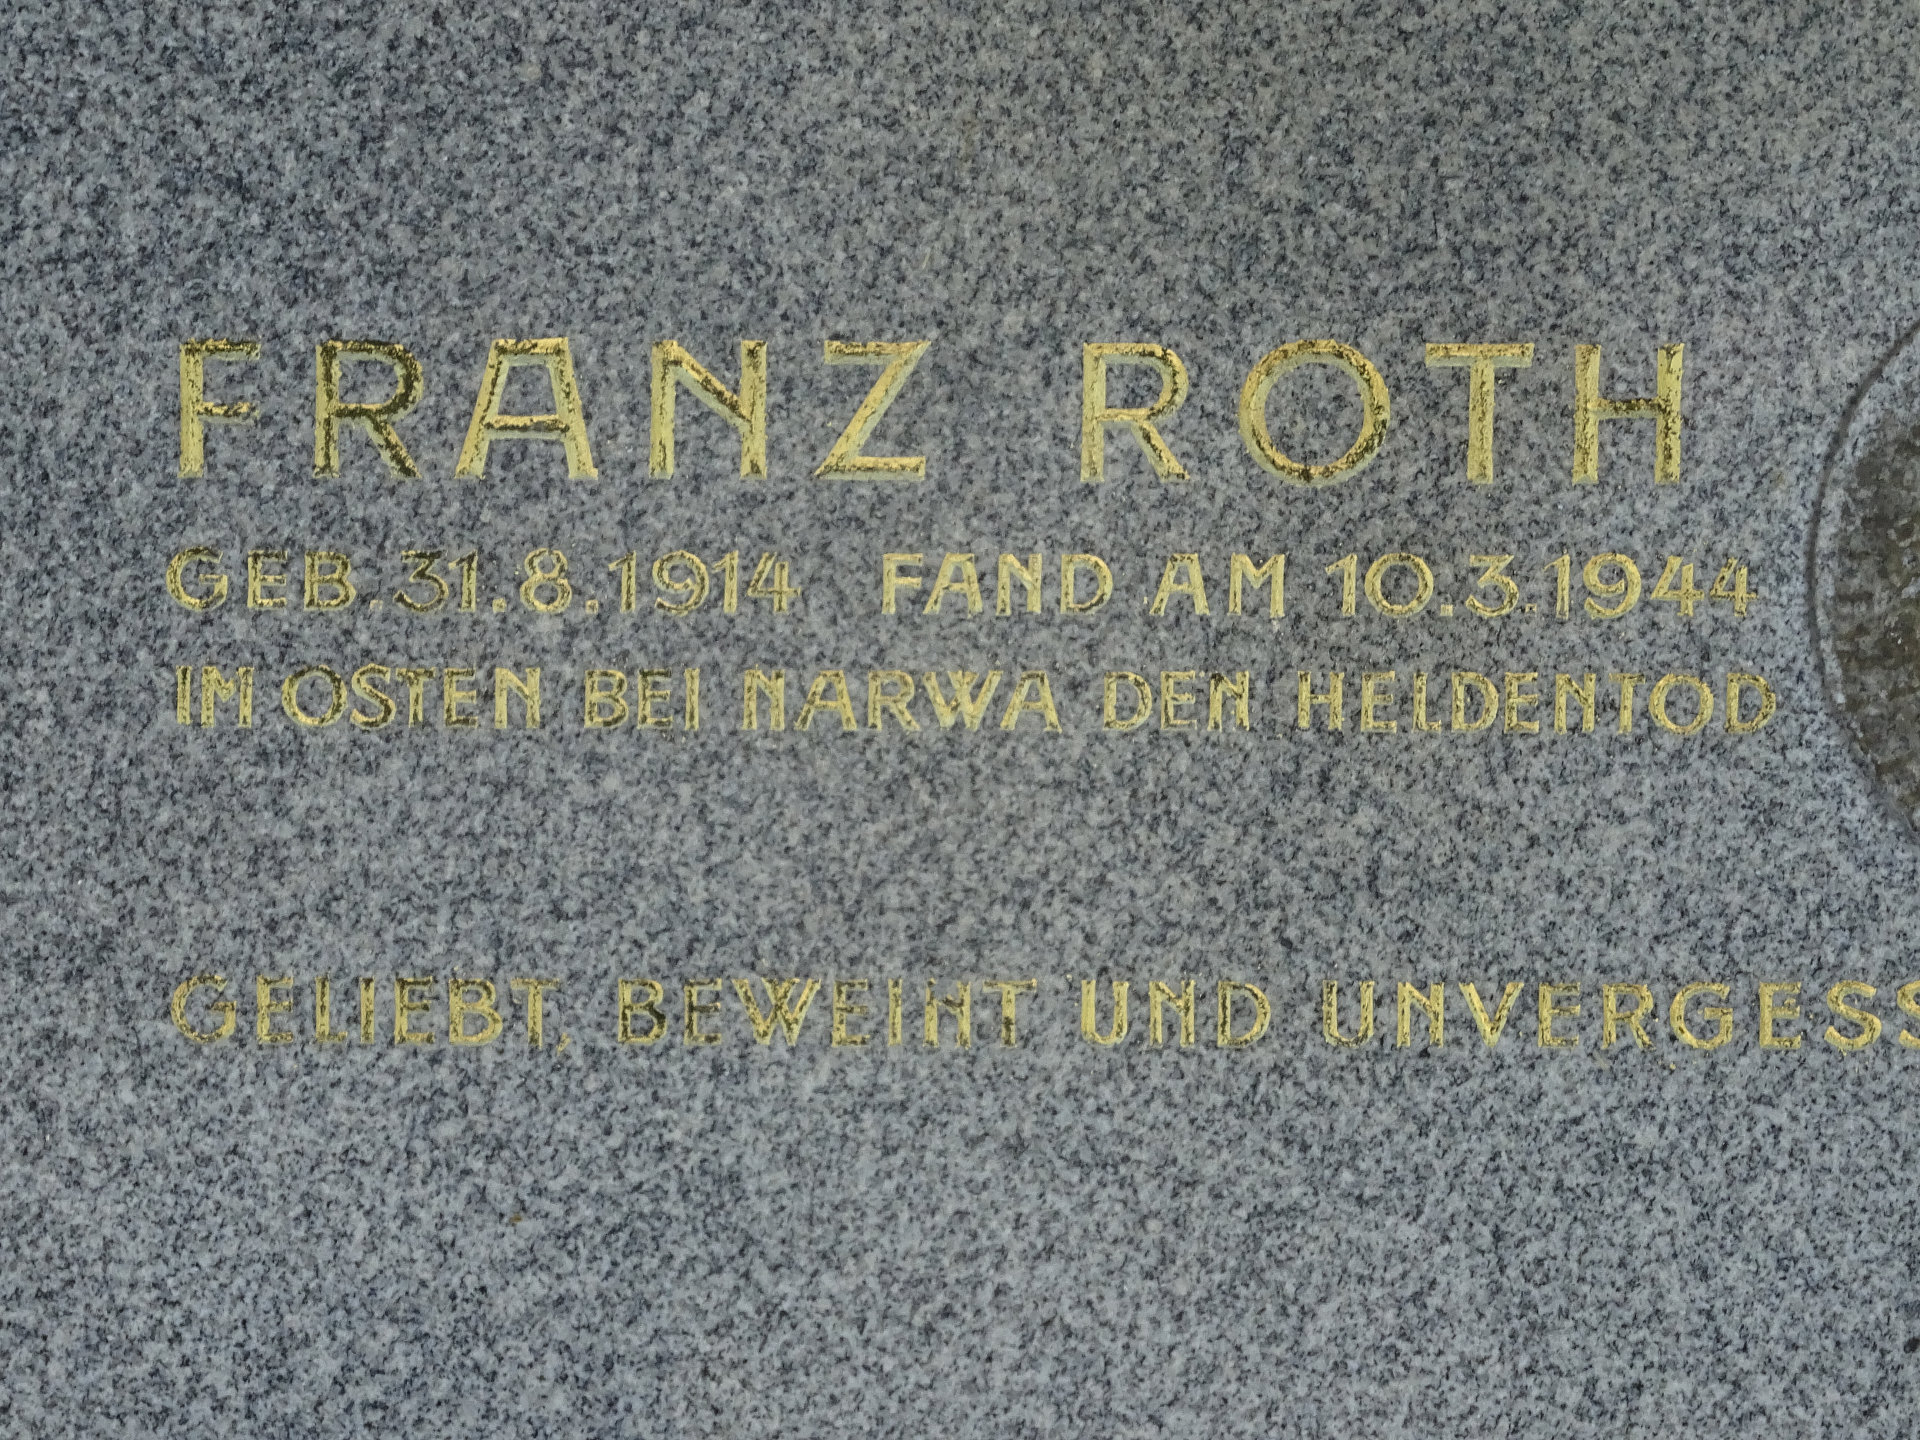 FRANZ ROTH
GEB. 31.8.1914 FAND AM 10.3.1944
IM OSTEN BEI NARWA DEN HELDENTOD
GELIEBT, BEWEINT UND UNVERGESS